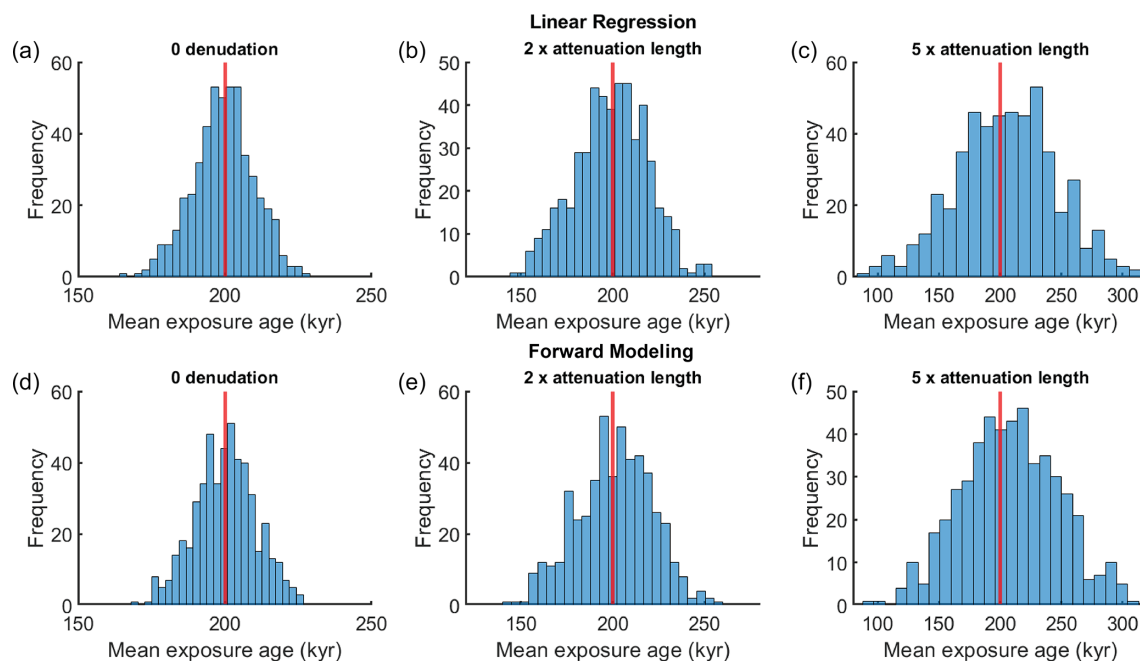 Linear Regression
(a)
0 denudation
60
40
20
0
Frequency
150
200
250
Mean exposure age (kyr)
(b)
2 x attenuation length
50
40
30
20
10
0
Frequency
150
200
250
Mean exposure age (kyr)
(c)
5 x attenuation length
60
40
20
0
Frequency
100
150
200
250
300
Mean exposure age (kyr)
Forward Modeling
(d)
0 denudation
60
40
20
0
Frequency
150
200
250
Mean exposure age (kyr)
(e)
2 x attenuation length
60
40
20
0
Frequency
150
200
250
Mean exposure age (kyr)
(f)
5 x attenuation length
50
40
30
20
10
0
Frequency
100
150
200
250
300
Mean exposure age (kyr)